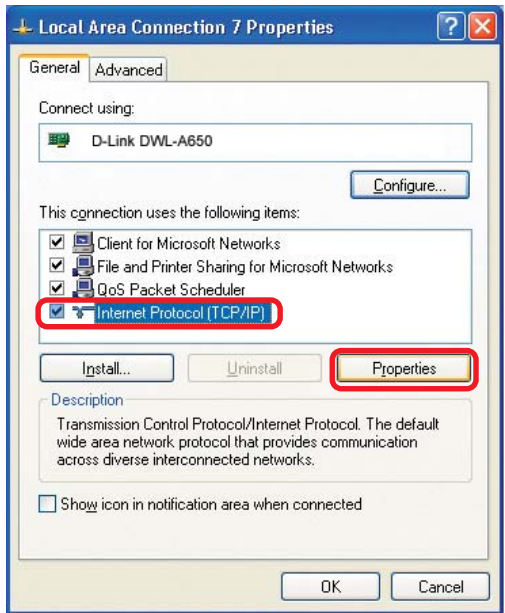 Local Area Connection 7 Properties
General Advanced
Connect using:
D-Link DWL-A650
Configure...
This connection uses the following items:
Client for Microsoft Networks
File and Printer Sharing for Microsoft Networks
QoS Packet Scheduler
Internet Protocol (TCP/IP)
Install... Uninstall Properties
Description
Transmission Control Protocol/Internet Protocol. The default
wide area network protocol that provides communication
across diverse interconnected networks.
Show icon in notification area when connected
OK Cancel